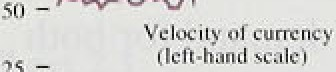 50 –
Velocity of currency
(left-hand scale)
25 –